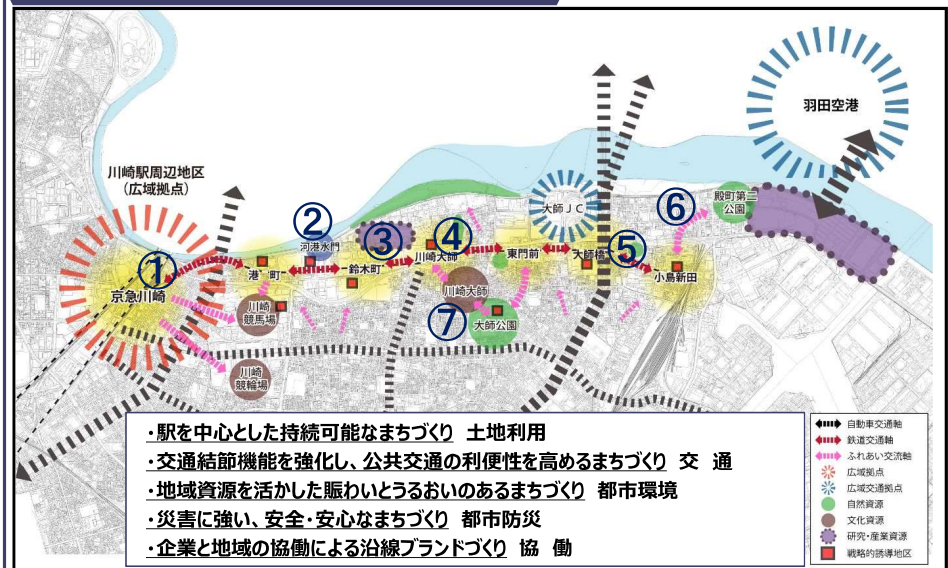 羽田空港
川崎駅周辺地区
(広域拠点)
殿町第二
公園
⑥
大師JC
②
河港水門
③
④
川崎大師
東門前
大師橋
⑤
小島新田
①
港町
鈴木町
京急川崎
川崎
競馬場
川崎大師
⑦
大師公園
川崎
競輪場
・駅を中心とした持続可能なまちづくり 土地利用
・交通結節機能を強化し、公共交通の利便性を高めるまちづくり 交 通
・地域資源を活かした賑わいとうるおいのあるまちづくり 都市環境
・災害に強い、安全・安心なまちづくり 都市防災
・企業と地域の協働による沿線ブランドづくり 協 働
自動車交通軸
鉄道交通軸
ふれあい交流軸
広域拠点
広域交通拠点
自然資源
文化資源
研究・産業資源
戦略的誘導地区